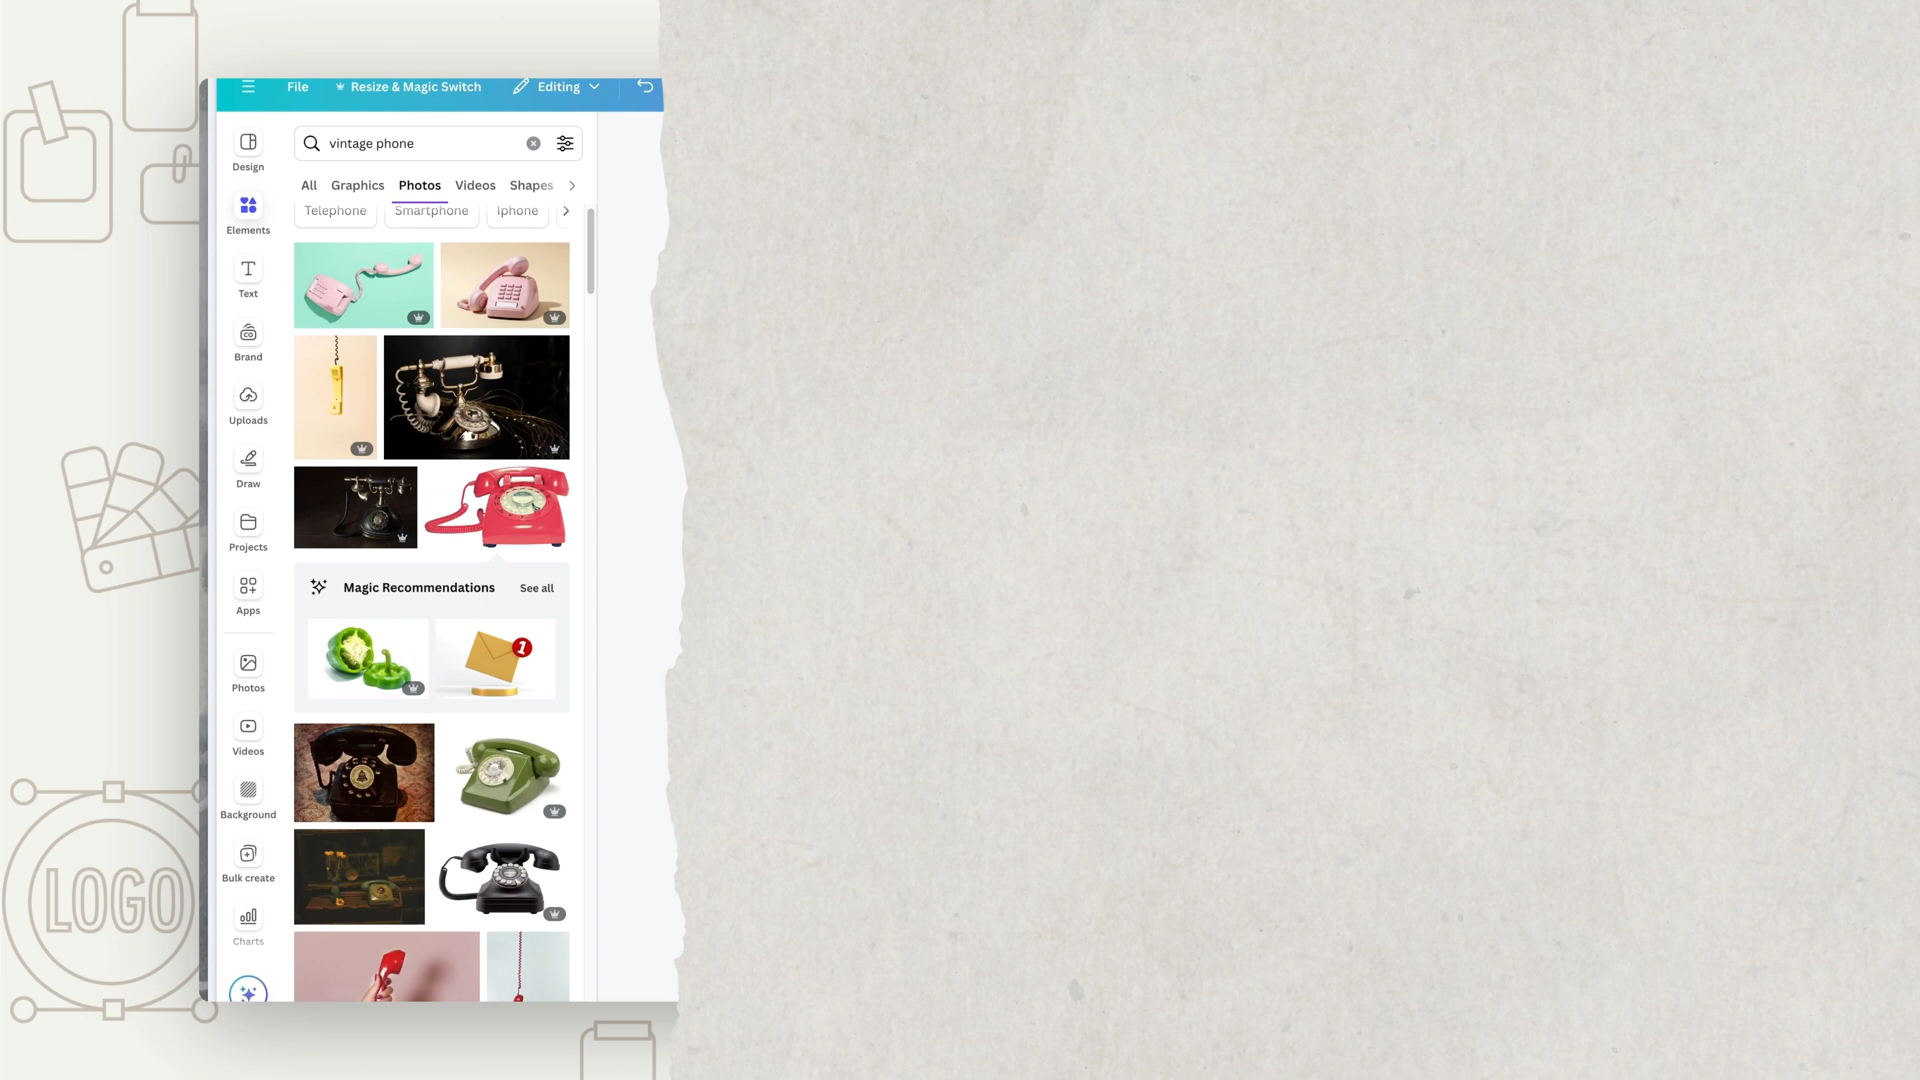 File
Resize & Magic Switch
Editing
vintage phone
All
Graphics
Photos
Videos
Shapes
Telephone
Smartphone
Iphone
Design
Elements
Text
Brand
Uploads
Draw
Projects
Apps
Photos
Videos
Background
Bulk create
Charts
Magic Recommendations
See all
1
LOGO